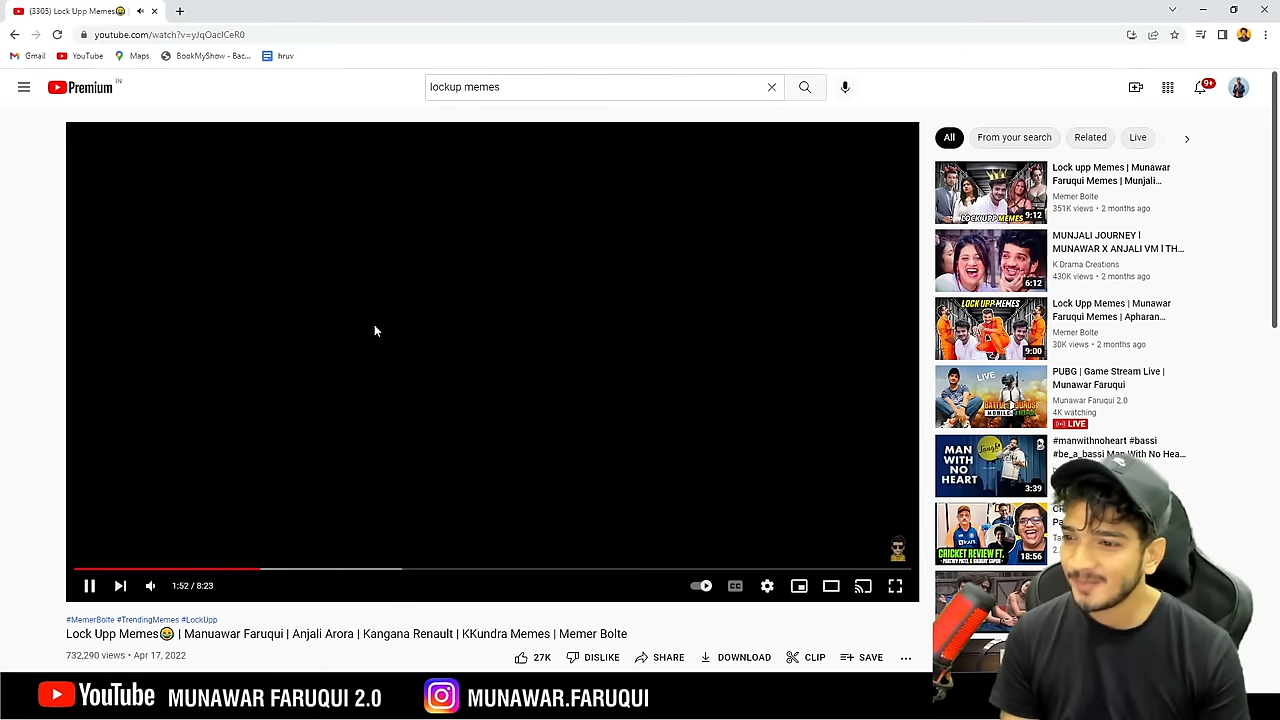 (3305) Lock Upp Memes😂
youtube.com/watch?v=yJqOacICeR0
Gmail YouTube Maps BookMyShow - Bac... hruv
Premium IN
lockup memes
9+
All From your search Related Live
Lock upp Memes | Munawar
Faruqui Memes | Munjali...
Memer Bolte
351K views • 2 months ago
LOCK UPP MEMES
9:12
MUNJALI JOURNEY l
MUNAWAR X ANJALI VM l TH...
K Drama Creations
430K views • 2 months ago
6:12
LOCK UPP MEMES
Lock Upp Memes | Munawar
Faruqui Memes | Apharan...
Memer Bolte
30K views • 2 months ago
9:00
LIVE
PUBG | Game Stream Live |
Munawar Faruqui
Munawar Faruqui 2.0
4K watching
LIVE
MAN
WITH
NO
HEART
#manwithnoheart #bassi
#be_a_bassi Man With No Hea...
3:39
CRICKET REVIEW FT.
18:56
1:52 / 8:23
#MemerBolte #TrendingMemes #LockUpp
Lock Upp Memes😂 | Manuawar Faruqui | Anjali Arora | Kangana Renault | KKundra Memes | Memer Bolte
732,290 views • Apr 17, 2022
27K DISLIKE SHARE DOWNLOAD CLIP SAVE
YouTube MUNAWAR FARUQUI 2.0 MUNAWAR.FARUQUI